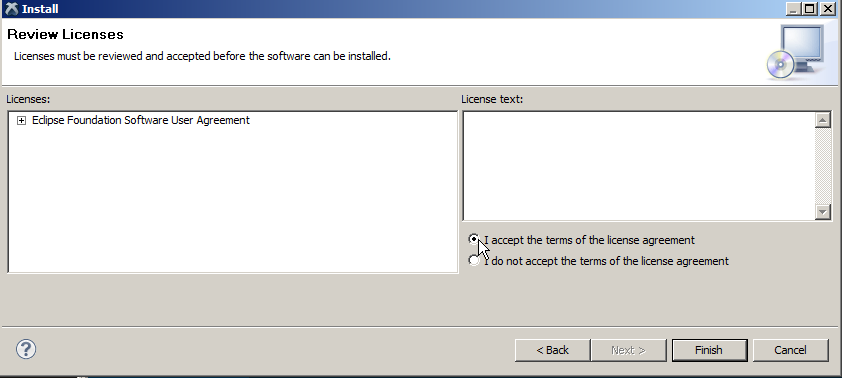 Install
Review Licenses
Licenses must be reviewed and accepted before the software can be installed.
Licenses:
Eclipse Foundation Software User Agreement
License text:
I accept the terms of the license agreement
I do not accept the terms of the license agreement
?
< Back
Next >
Finish
Cancel